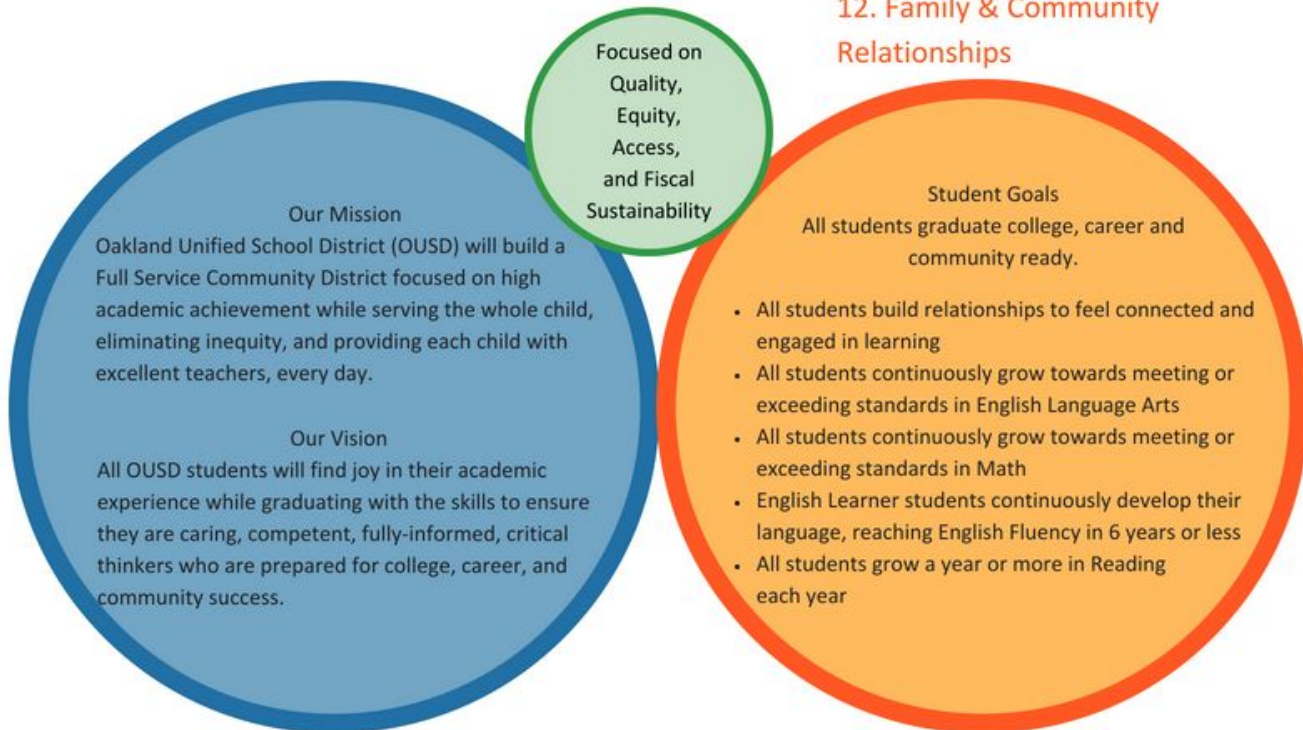 12. Family & Community
Relationships
Focused on
Quality,
Equity,
Access,
and Fiscal
Sustainability
Our Mission
Oakland Unified School District (OUSD) will build a
Full Service Community District focused on high
academic achievement while serving the whole child,
eliminating inequity, and providing each child with
excellent teachers, every day.
Our Vision
All OUSD students will find joy in their academic
experience while graduating with the skills to ensure
they are caring, competent, fully-informed, critical
thinkers who are prepared for college, career, and
community success.
Student Goals
All students graduate college, career and
community ready.
• All students build relationships to feel connected and
engaged in learning
• All students continuously grow towards meeting or
exceeding standards in English Language Arts
• All students continuously grow towards meeting or
exceeding standards in Math
• English Learner students continuously develop their
language, reaching English Fluency in 6 years or less
• All students grow a year or more in Reading
each year